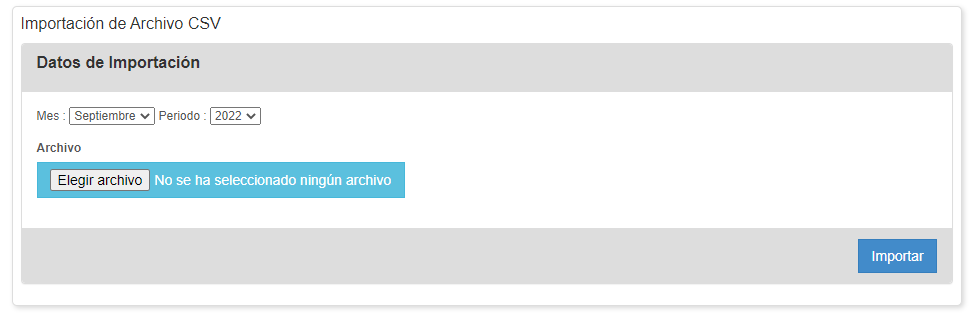 Importación de Archivo CSV
Datos de Importación
Mes : Septiembre Periodo : 2022
Archivo
Elegir archivo No se ha seleccionado ningún archivo
Importar